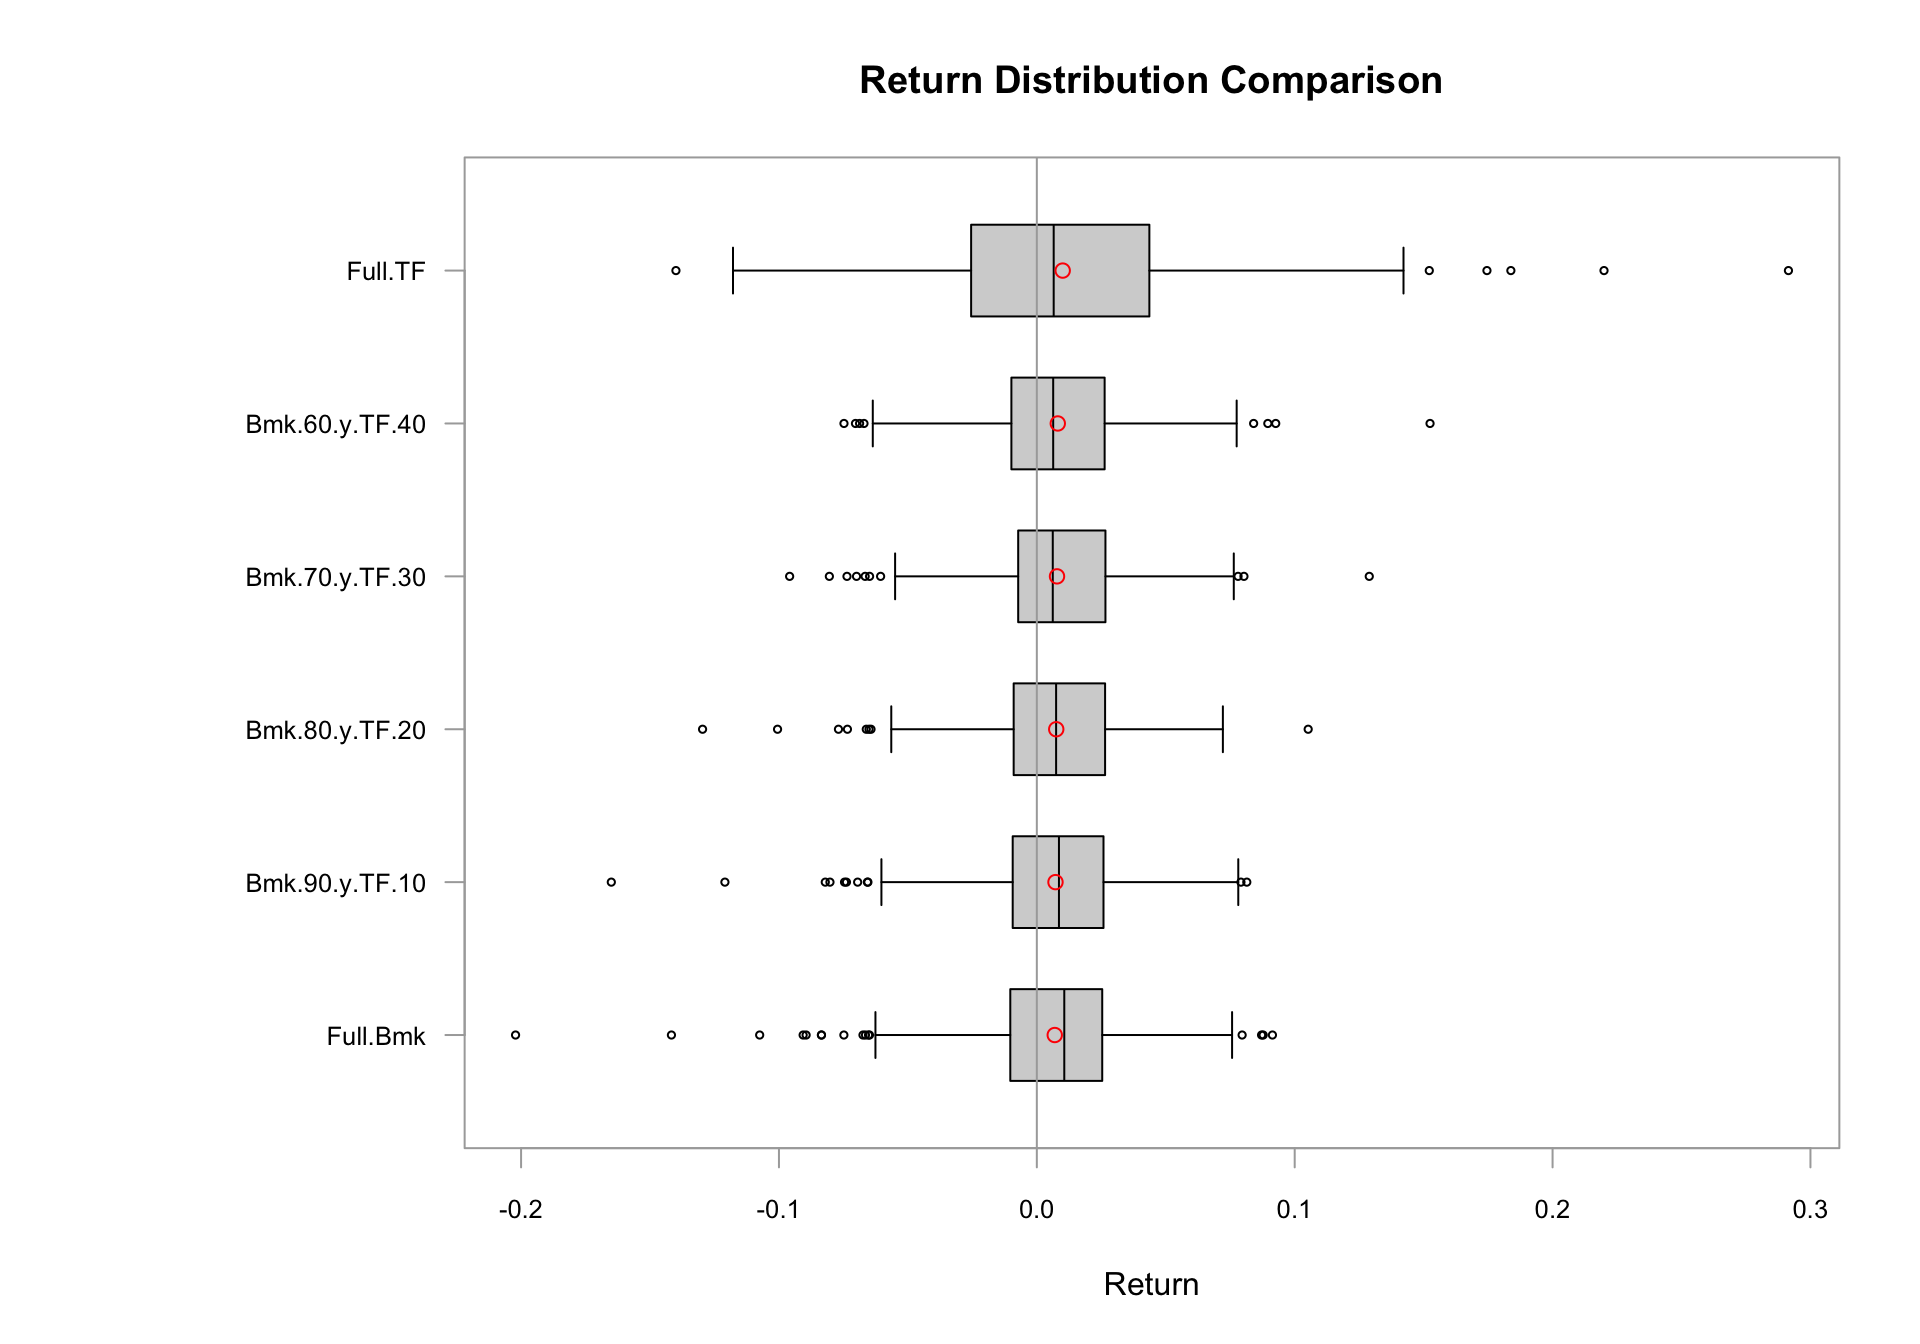 Return Distribution Comparison
Full.TF
Bmk.60.y.TF.40
Bmk.70.y.TF.30
Bmk.80.y.TF.20
Bmk.90.y.TF.10
Full.Bmk
-0.2 -0.1 0.0 0.1 0.2 0.3
Return